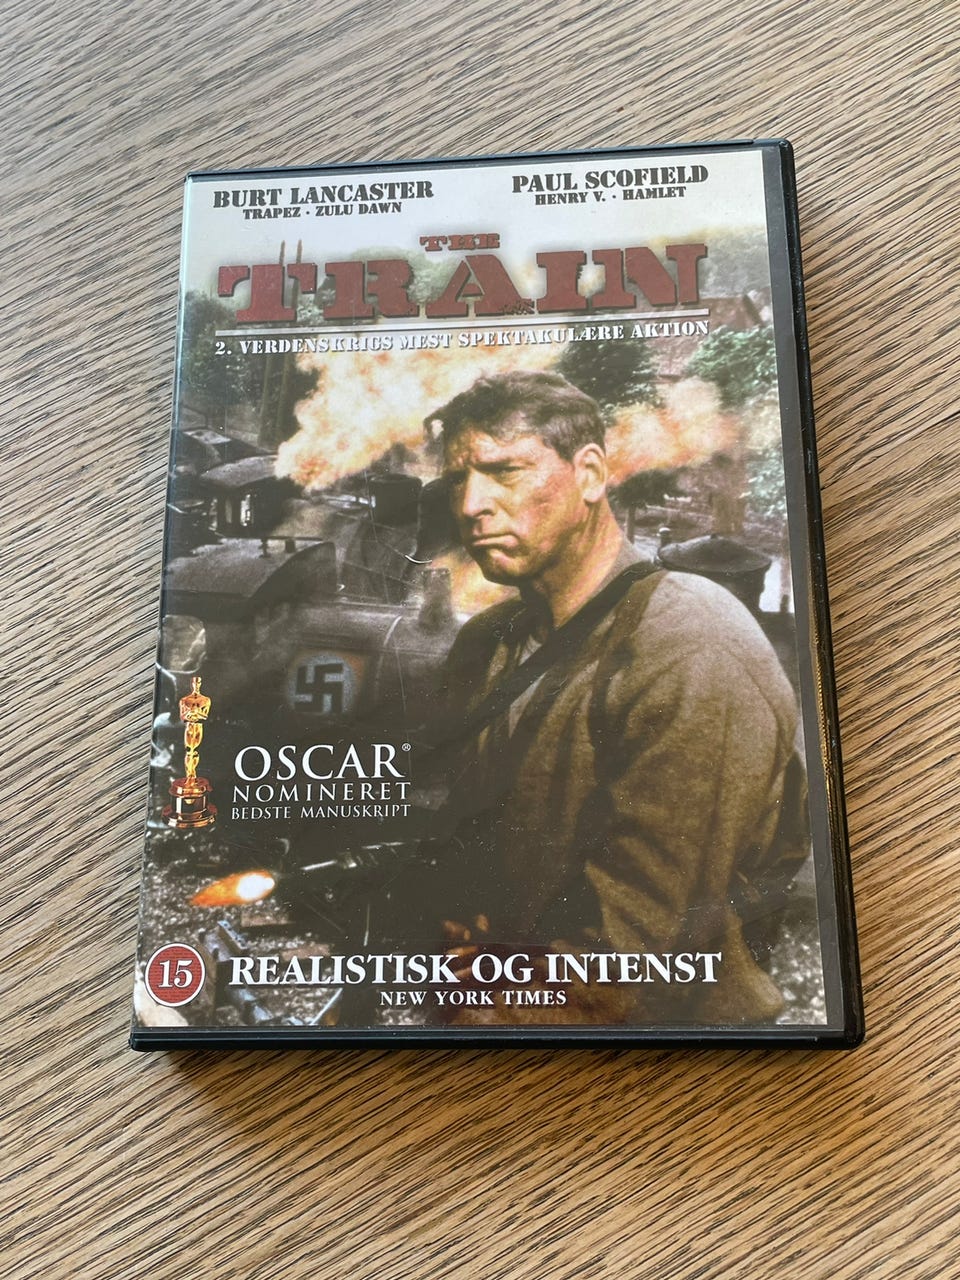 BURT LANCASTER
TRAPEZ · ZULU DAWN
PAUL SCOFIELD
HENRY V. · HAMLET
THE
TRAIN
2. VERDENSKRIGS MEST SPEKTAKULÆRE AKTION
OSCAR®
NOMINERET
BEDSTE MANUSKRIPT
15
REALISTISK OG INTENST
NEW YORK TIMES